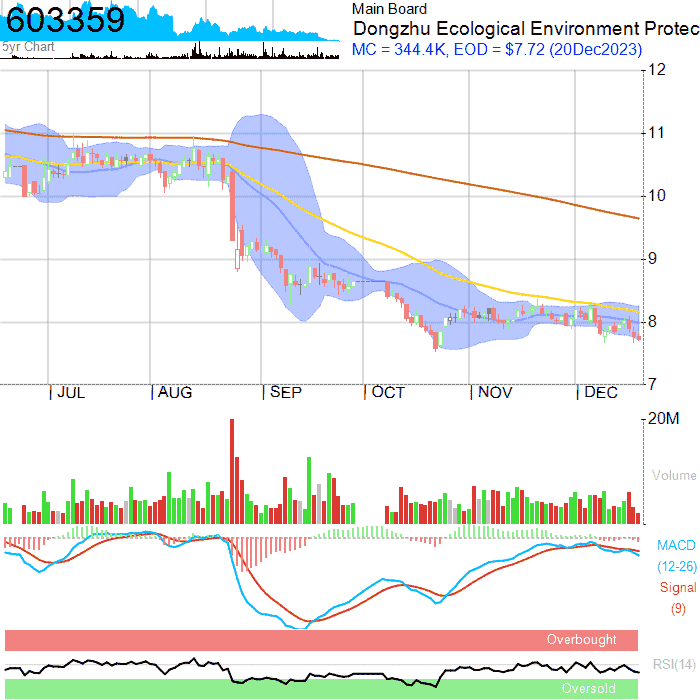 603359
5yr Chart
Main Board
Dongzhu Ecological Environment Protec
MC = 344.4K, EOD = $7.72 (20Dec2023)
12
11
10
9
8
7
JUL
AUG
SEP
OCT
NOV
DEC
20M
Volume
MACD
(12-26)
Signal
(9)
Overbought
RSI(14)
Oversold